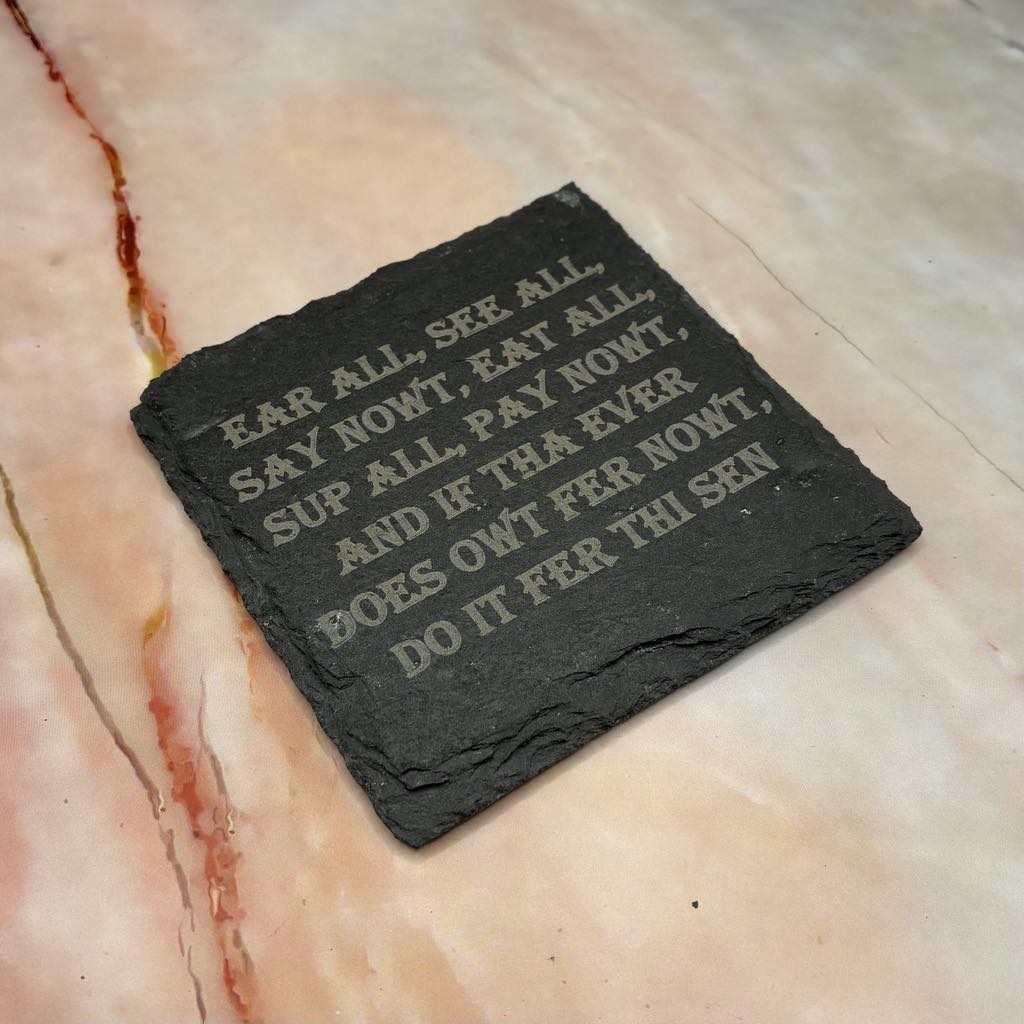 EAR ALL, SEE ALL,
SAY NOWT, EAT ALL,
SUP ALL, PAY NOWT,
AND IF THA EVER
DOES OWT FER NOWT,
DO IT FER THI SEN